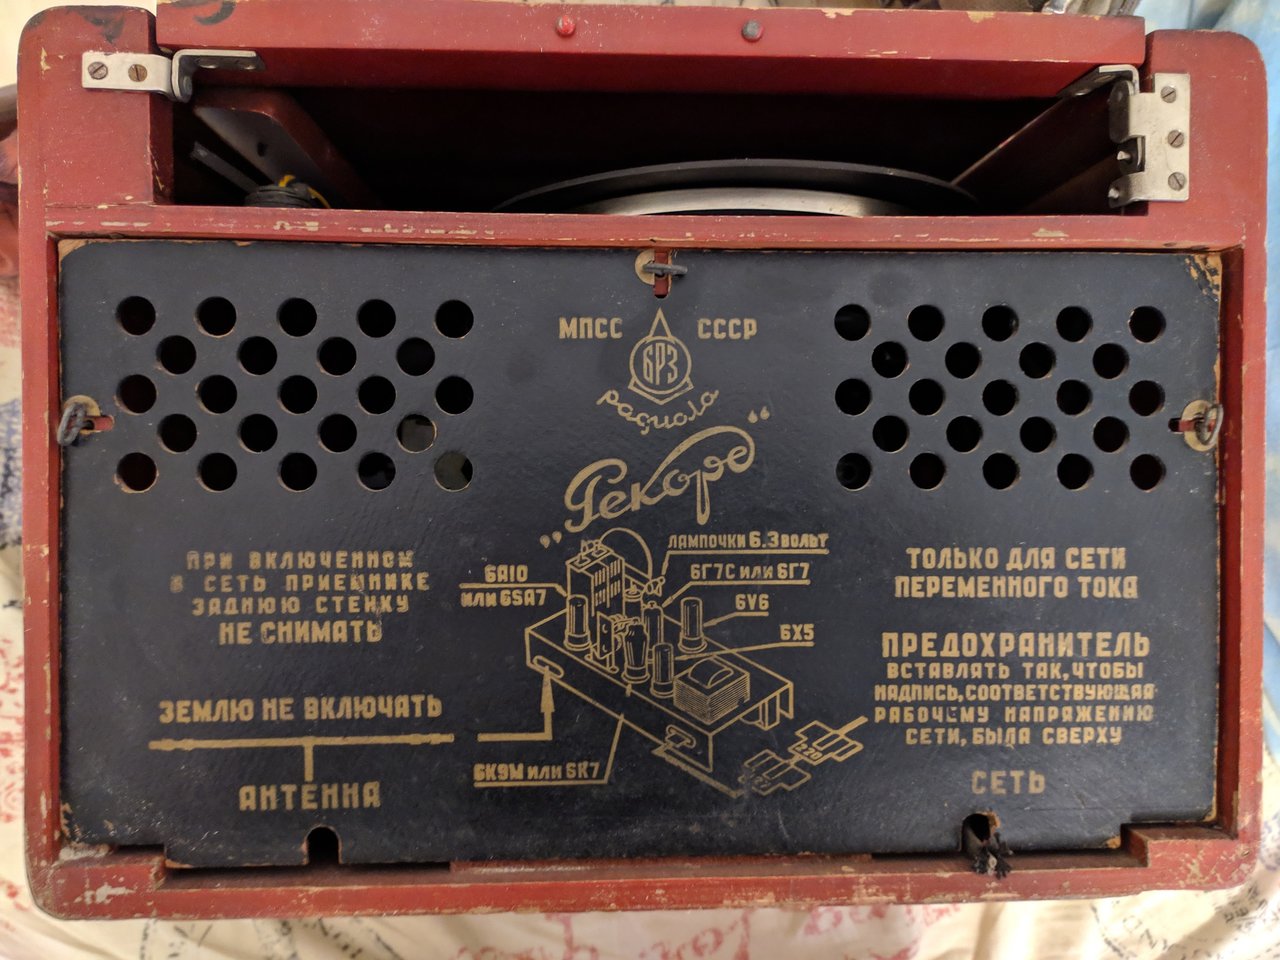 МПСС СССР
БРЗ
Радиола
„Рекорд“
ПРИ ВКЛЮЧЕННОМ
В СЕТЬ ПРИЕМНИКЕ
ЗАДНЮЮ СТЕНКУ
НЕ СНИМАТЬ
ЗЕМЛЮ НЕ ВКЛЮЧАТЬ
АНТЕННА
6А10
ИЛИ 6SA7
ЛАМПОЧКИ 6.3 ВОЛЬТ
6Г7С ИЛИ 6Г7
6V6
6X5
6К9М ИЛИ 6К7
220
ТОЛЬКО ДЛЯ СЕТИ
ПЕРЕМЕННОГО ТОКА
ПРЕДОХРАНИТЕЛЬ
ВСТАВЛЯТЬ ТАК, ЧТОБЫ
НАДПИСЬ, СООТВЕТСТВУЮЩАЯ
РАБОЧЕМУ НАПРЯЖЕНИЮ
СЕТИ, БЫЛА СВЕРХУ
СЕТЬ